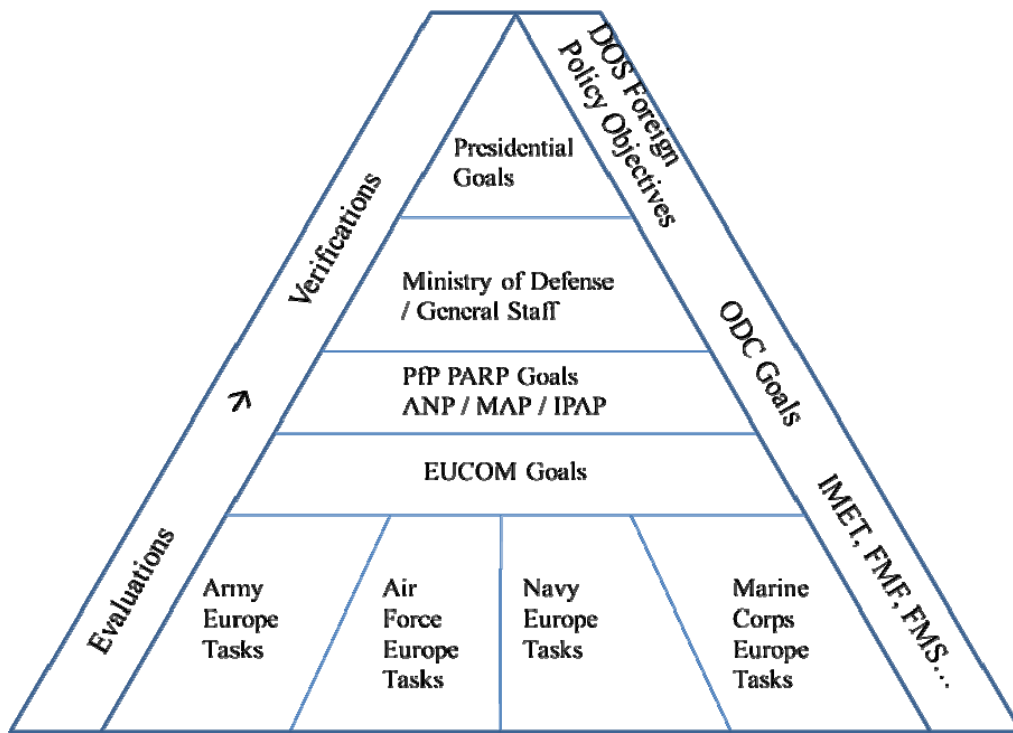 DOS Foreign
Policy Objectives
Presidential
Goals
Verifications
Ministry of Defense
/ General Staff
ODC Goals
PfP PARP Goals
ANP / MAP / IPAP
EUCOM Goals
IMET, FMF, FMS...
Evaluations
Army
Europe
Tasks
Air
Force
Europe
Tasks
Navy
Europe
Tasks
Marine
Corps
Europe
Tasks